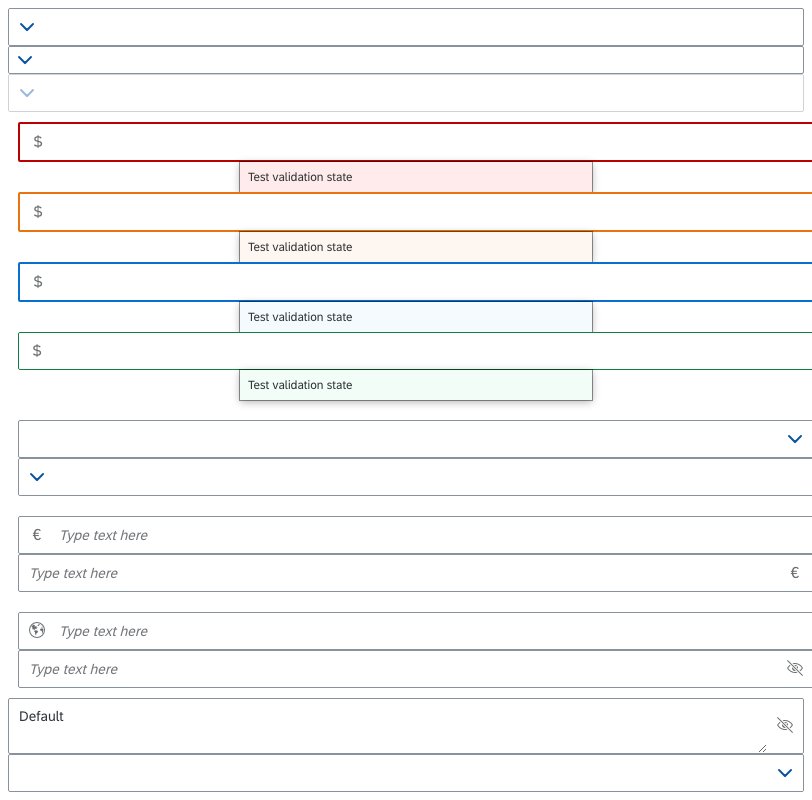 $
Test validation state
$
Test validation state
$
Test validation state
$
Test validation state
€ Type text here
Type text here €
Type text here
Type text here
Default